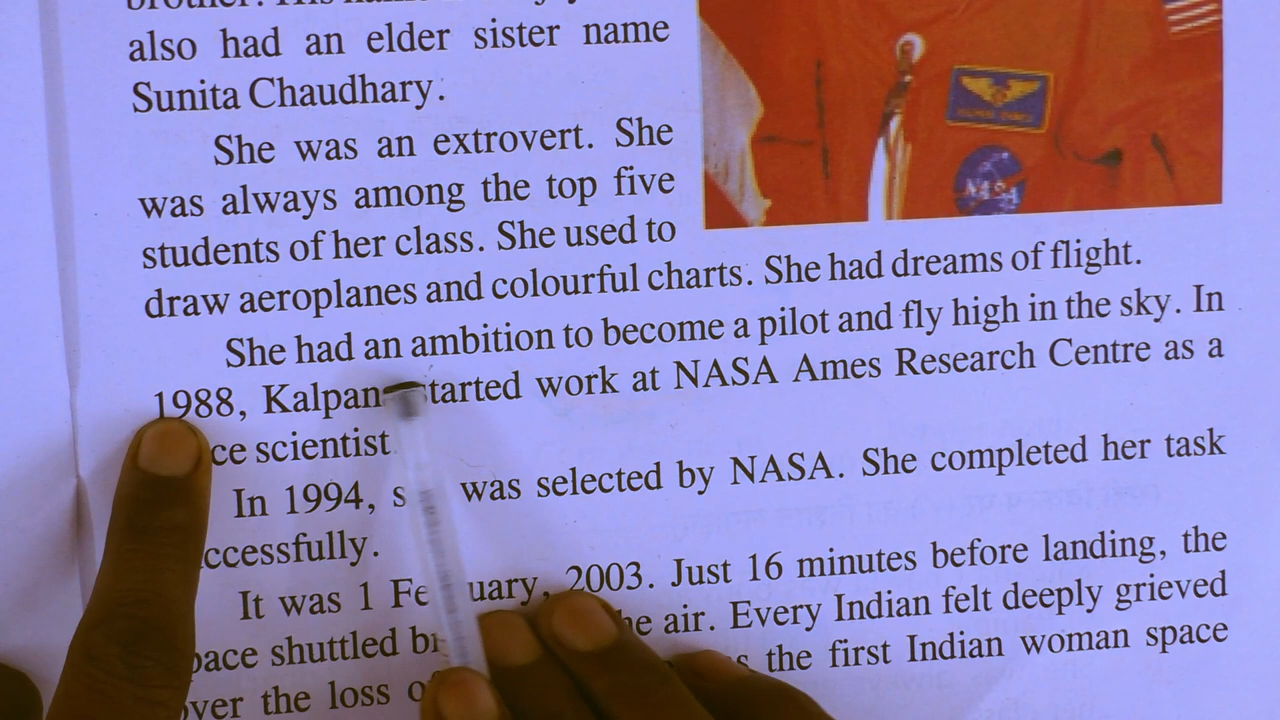 also had an elder sister name
Sunita Chaudhary.
She was an extrovert. She
was always among the top five
students of her class. She used to
draw aeroplanes and colourful charts. She had dreams of flight.
She had an ambition to become a pilot and fly high in the sky. In
1988, Kalpan started work at NASA Ames Research Centre as a
ce scientist
In 1994, s was selected by NASA. She completed her task
ccessfully.
It was 1 Fe uary, 2003. Just 16 minutes before landing, the
pace shuttled br he air. Every Indian felt deeply grieved
over the loss o s the first Indian woman space
NASA